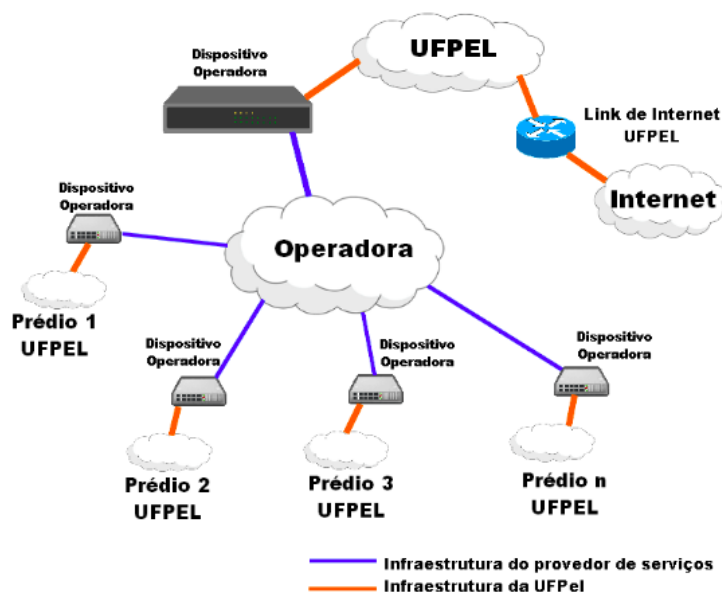 Dispositivo
Operadora
UFPEL
Link de Internet
UFPEL
Internet
Dispositivo
Operadora
Operadora
Prédio 1
UFPEL
Dispositivo
Operadora
Dispositivo
Operadora
Dispositivo
Operadora
Prédio 2
UFPEL
Prédio 3
UFPEL
Prédio n
UFPEL
Infraestrutura do provedor de serviços
Infraestrutura da UFPel